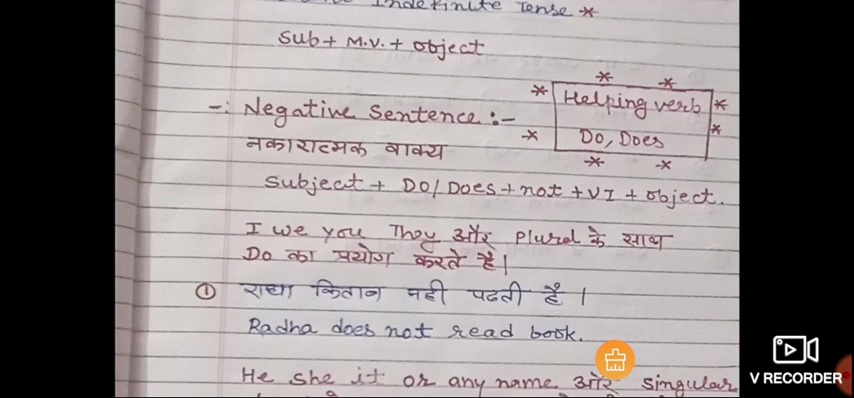 Indefinite Tense *
Sub + M.V. + object
-: Negative Sentence :-
Helping verb
Do, Does
नकारात्मक वाक्य
Subject + Do/Does + not + VI + object.
I we you They और Plural के साथ
Do का प्रयोग करते है।
① राधा किताब नही पढती है ।
Radha does not read book.
He she it or any name और singular
V RECORDER